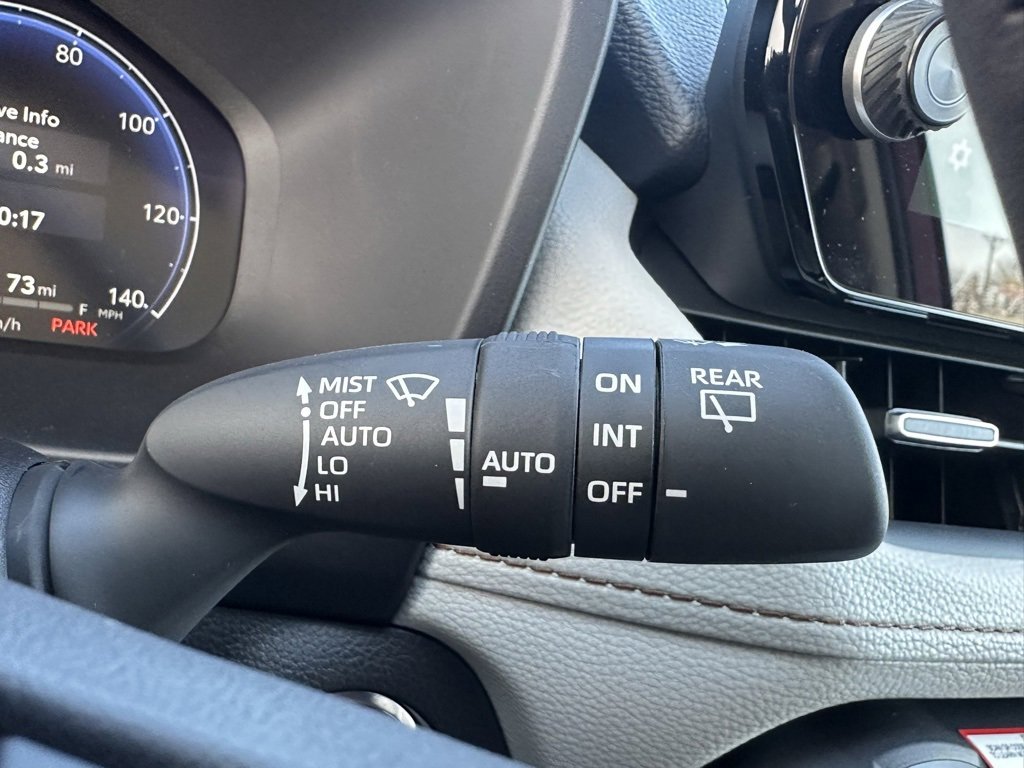 80
ve Info
100
ance
0.3 mi
0:17
120
73 mi
140
F
MPH
/h
PARK
MIST
OFF
AUTO
LO
HI
AUTO
ON
INT
OFF
REAR